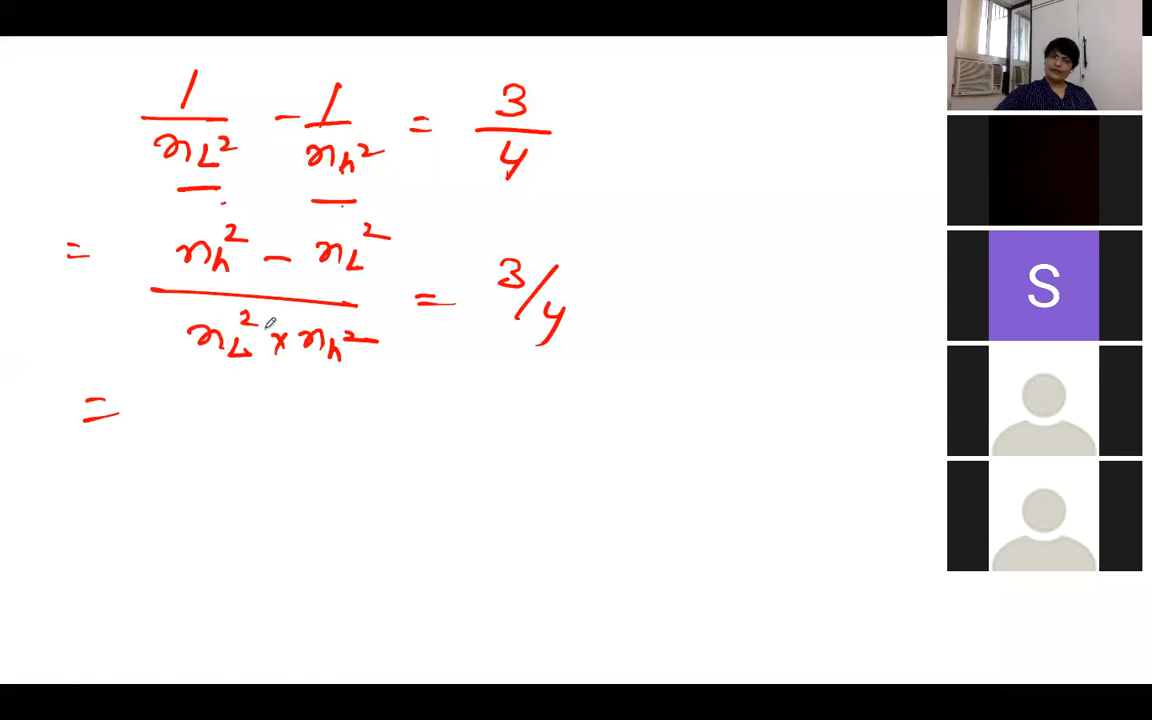 1/n_L² - 1/n_h² = 3/4
= (n_h² - n_L²)/(n_L² × n_h²) = 3/4
=
S